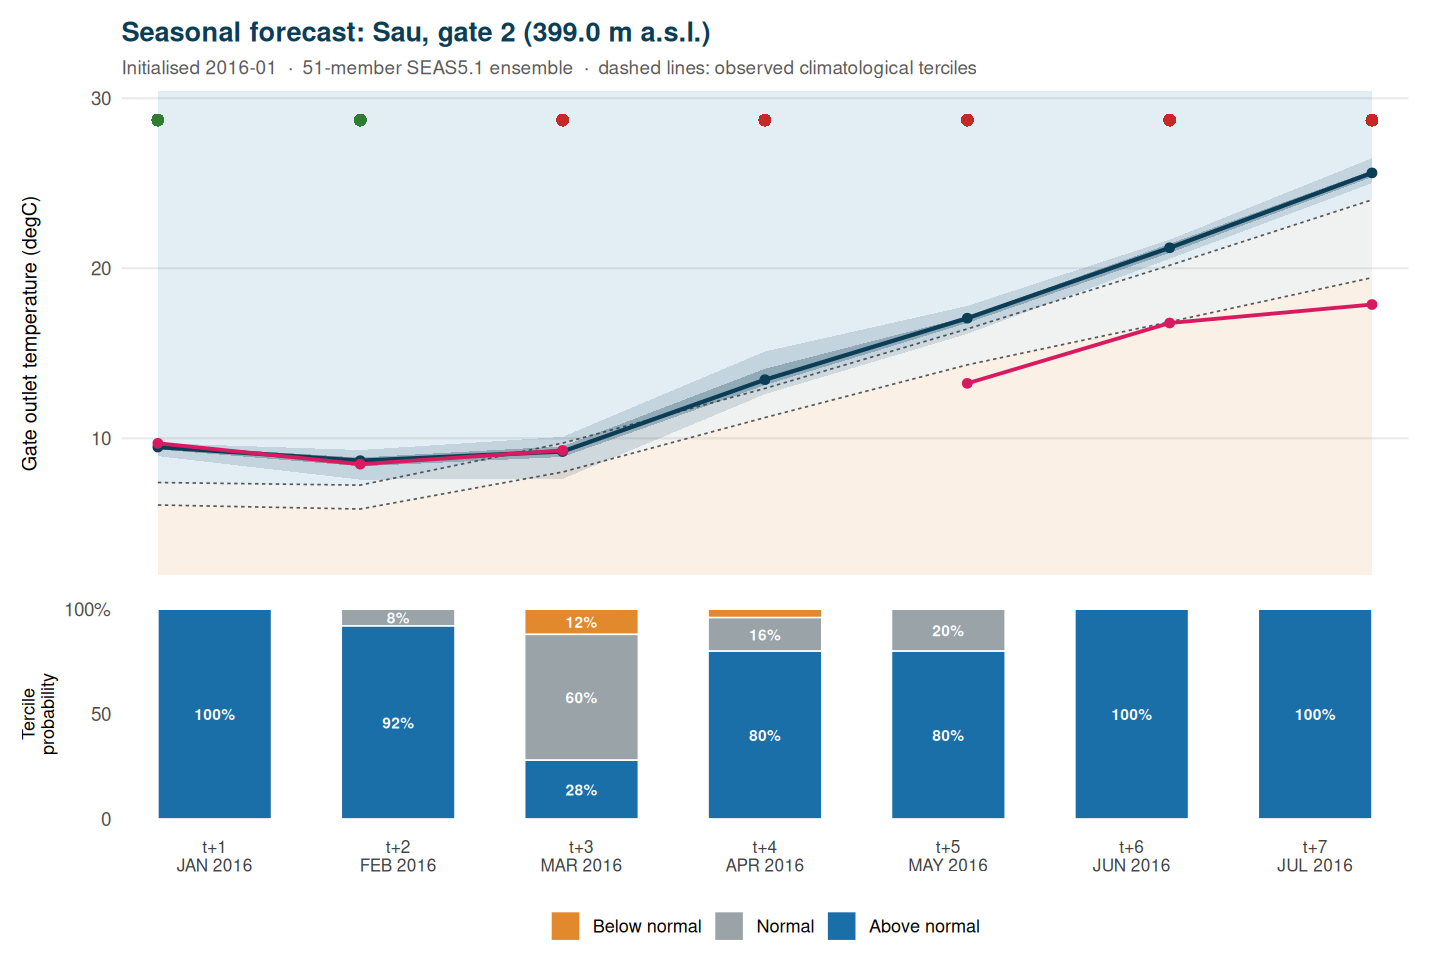 Seasonal forecast: Sau, gate 2 (399.0 m a.s.l.)
Initialised 2016-01 · 51-member SEAS5.1 ensemble · dashed lines: observed climatological terciles
Gate outlet temperature (degC)
30
20
10
Tercile
probability
100%
50
0
100%
8%
92%
12%
60%
28%
16%
80%
20%
80%
100%
100%
t+1
JAN 2016
t+2
FEB 2016
t+3
MAR 2016
t+4
APR 2016
t+5
MAY 2016
t+6
JUN 2016
t+7
JUL 2016
Below normal
Normal
Above normal